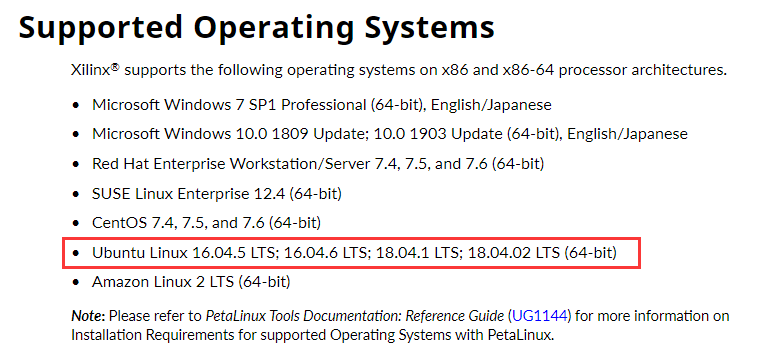 Supported Operating Systems
Xilinx® supports the following operating systems on x86 and x86-64 processor architectures.
• Microsoft Windows 7 SP1 Professional (64-bit), English/Japanese
• Microsoft Windows 10.0 1809 Update; 10.0 1903 Update (64-bit), English/Japanese
• Red Hat Enterprise Workstation/Server 7.4, 7.5, and 7.6 (64-bit)
• SUSE Linux Enterprise 12.4 (64-bit)
• CentOS 7.4, 7.5, and 7.6 (64-bit)
• Ubuntu Linux 16.04.5 LTS; 16.04.6 LTS; 18.04.1 LTS; 18.04.02 LTS (64-bit)
• Amazon Linux 2 LTS (64-bit)
Note: Please refer to PetaLinux Tools Documentation: Reference Guide (UG1144) for more information on
Installation Requirements for supported Operating Systems with PetaLinux.